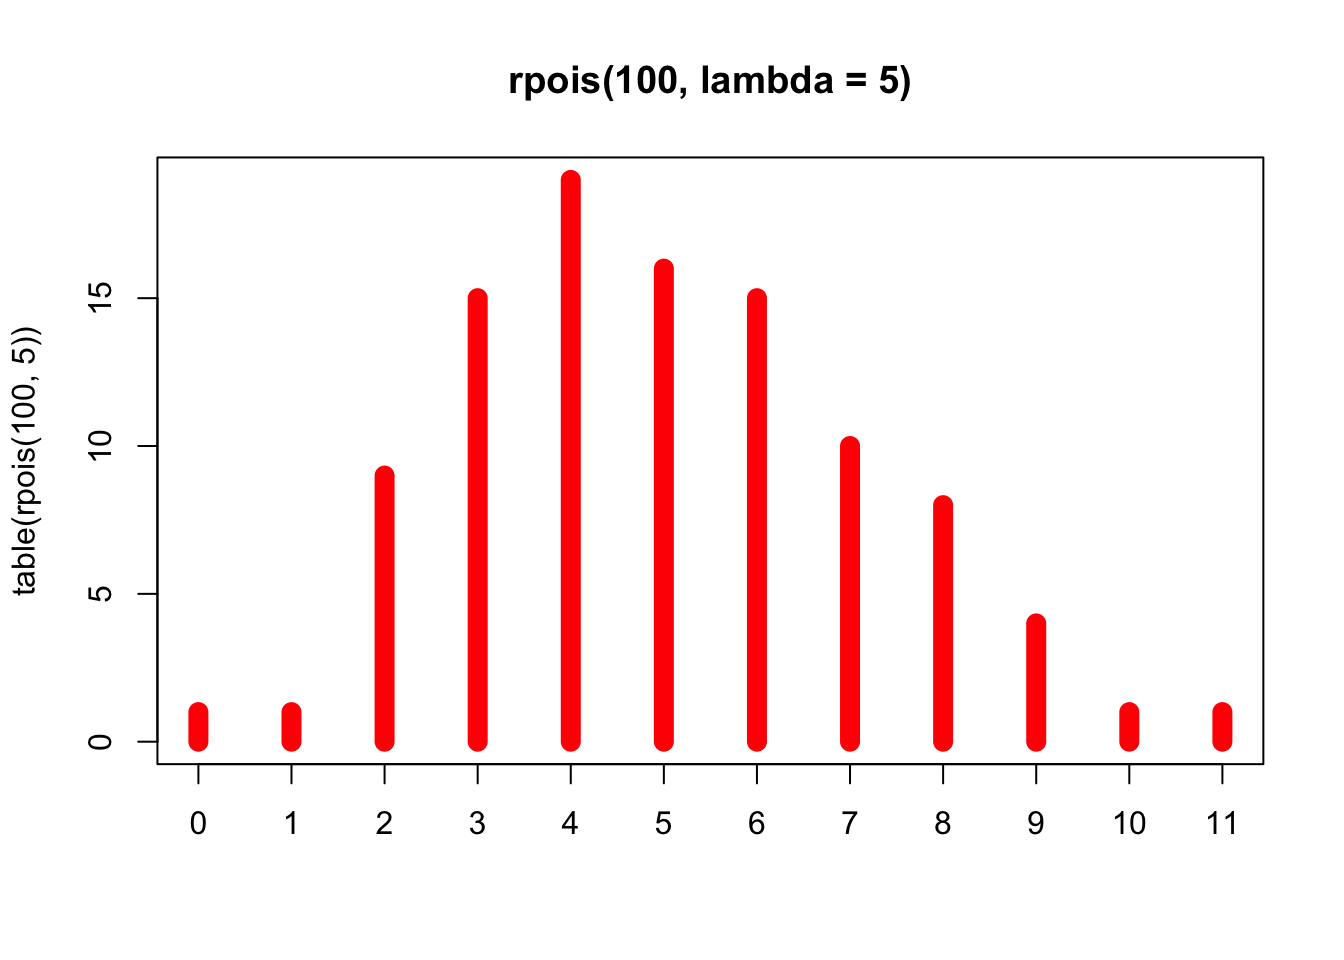 rpois(100, lambda = 5)
table(rpois(100, 5))
15
10
5
0
0 1 2 3 4 5 6 7 8 9 10 11